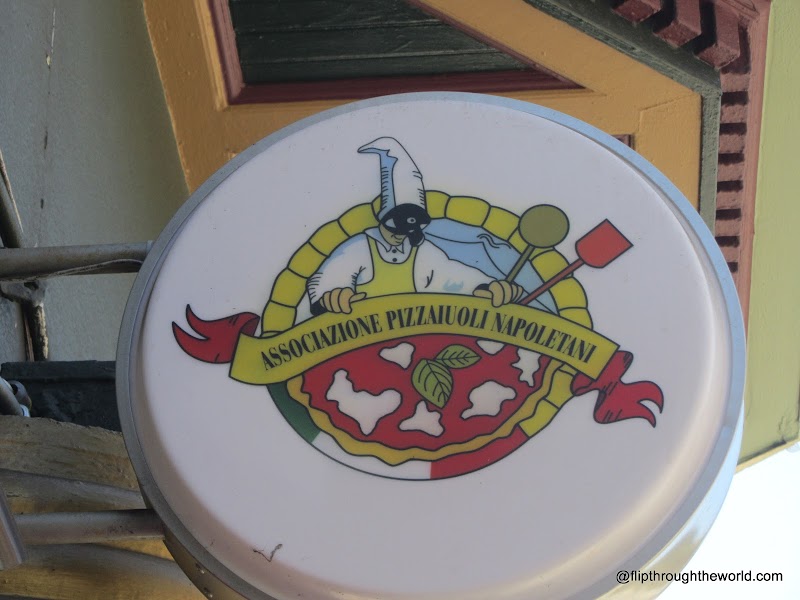 ASSOCIAZIONE PIZZAIUOLI NAPOLETANI
@flipthroughtheworld.com